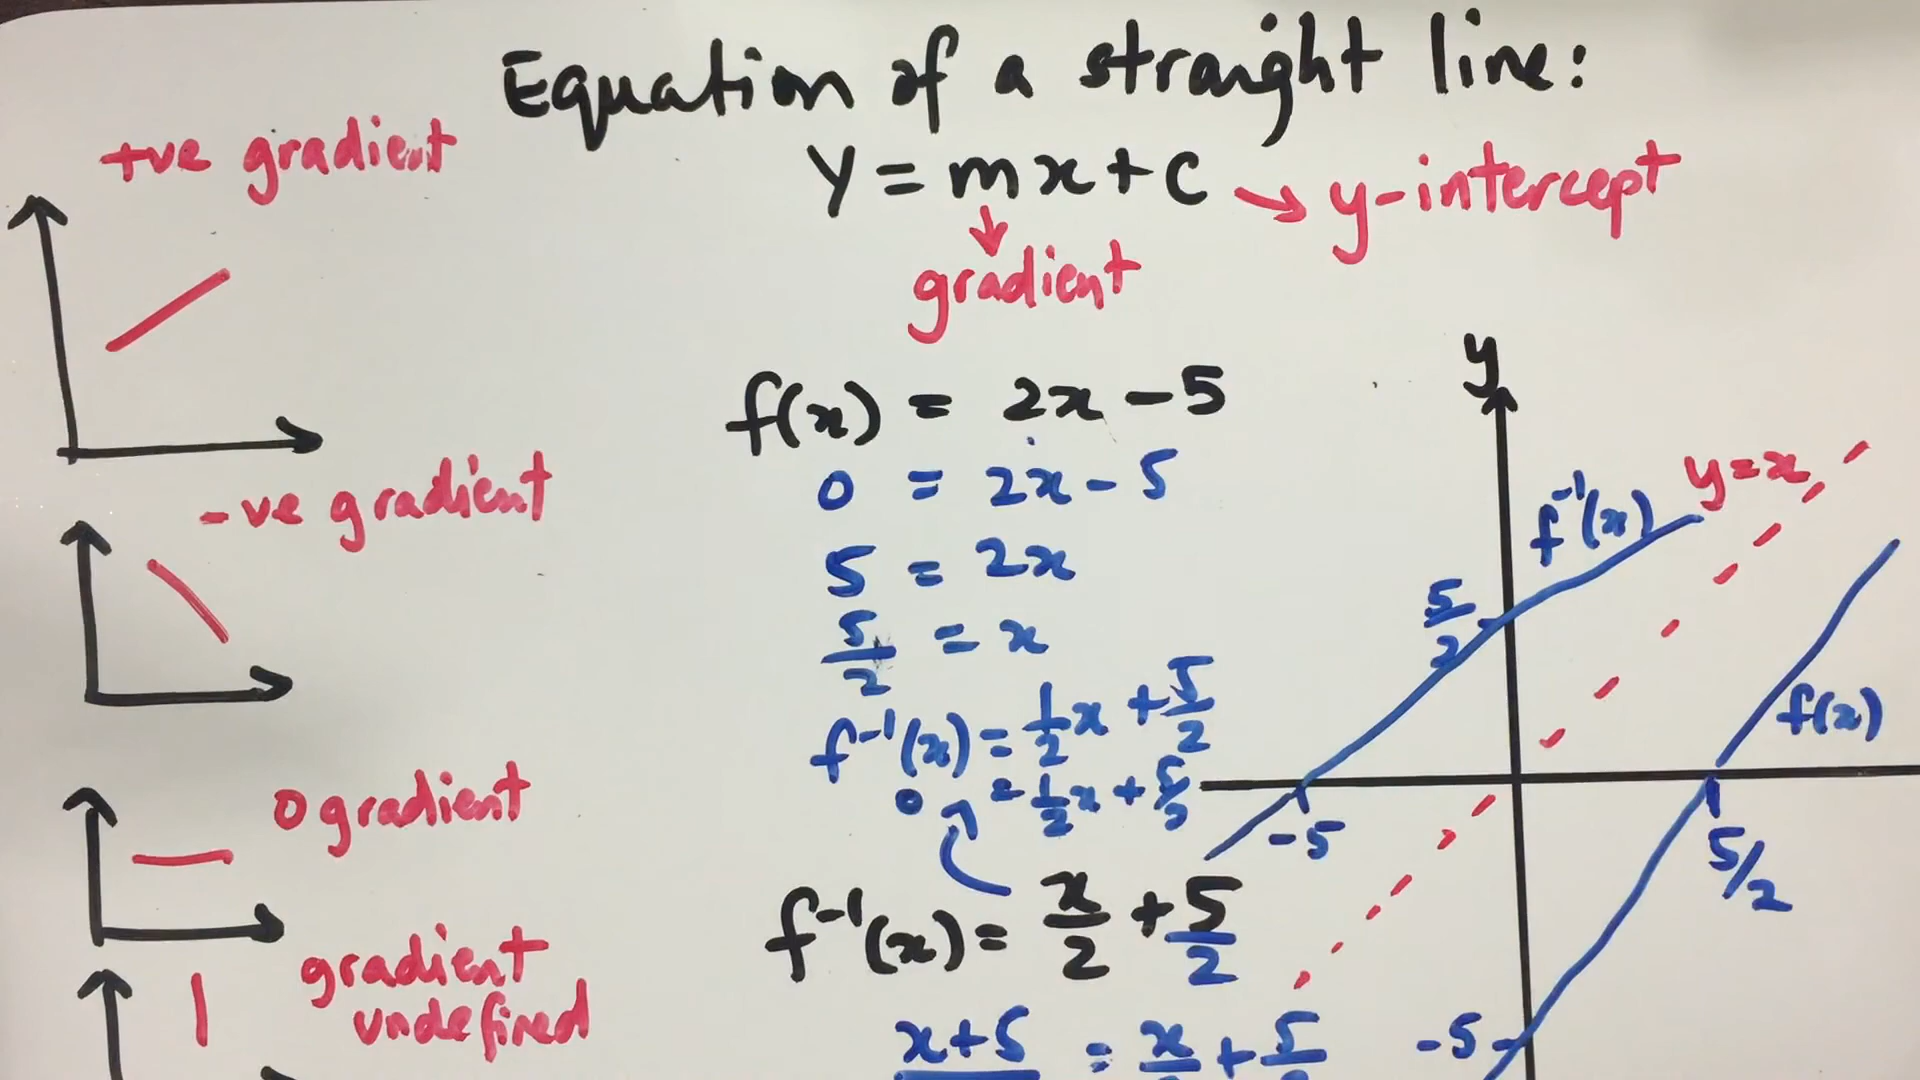 Equation of a straight line:
y = mx + c → y-intercept
gradient
+ve gradient
-ve gradient
0 gradient
gradient
undefined
f(x) = 2x - 5
0 = 2x - 5
5 = 2x
5/2 = x
f⁻¹(x) = 1/2x + 5/2
0 = 1/2x + 5/2
f⁻¹(x) = x/2 + 5/2
x+5 = x + 5
y
f⁻¹(x)
y = x
5/2
f(x)
-5
5/2
-5